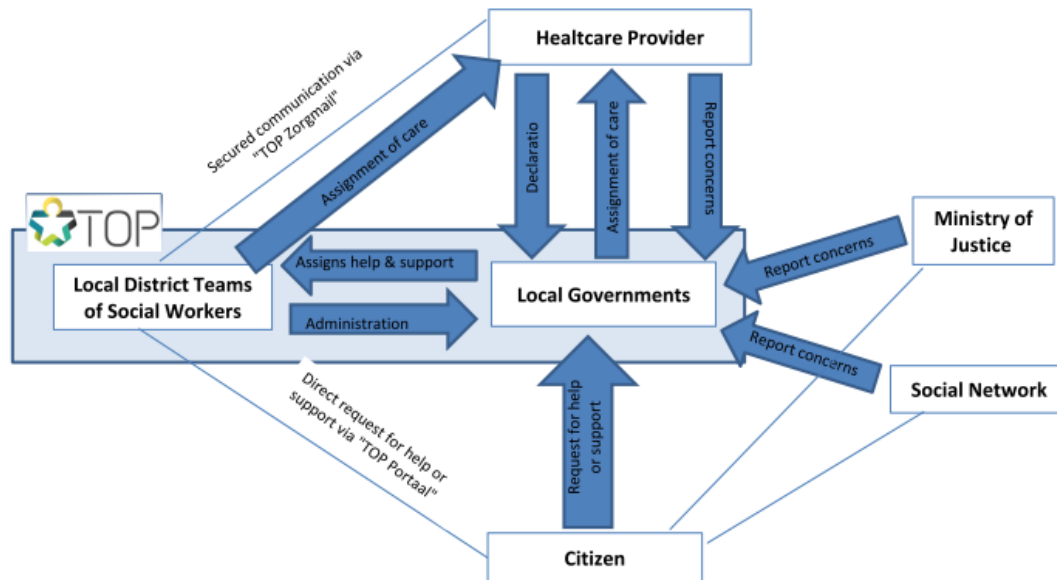 Healtcare Provider
Secured communication via
"TOP Zorgmail"
Assignment of care
Declaratio
Assignment of care
Report concerns
TOP
Ministry of
Justice
Report concerns
Assigns help & support
Local District Teams
of Social Workers
Local Governments
Administration
Report concerns
Social Network
Direct request for help or
support via "TOP Portaal"
Request for help
or support
Citizen